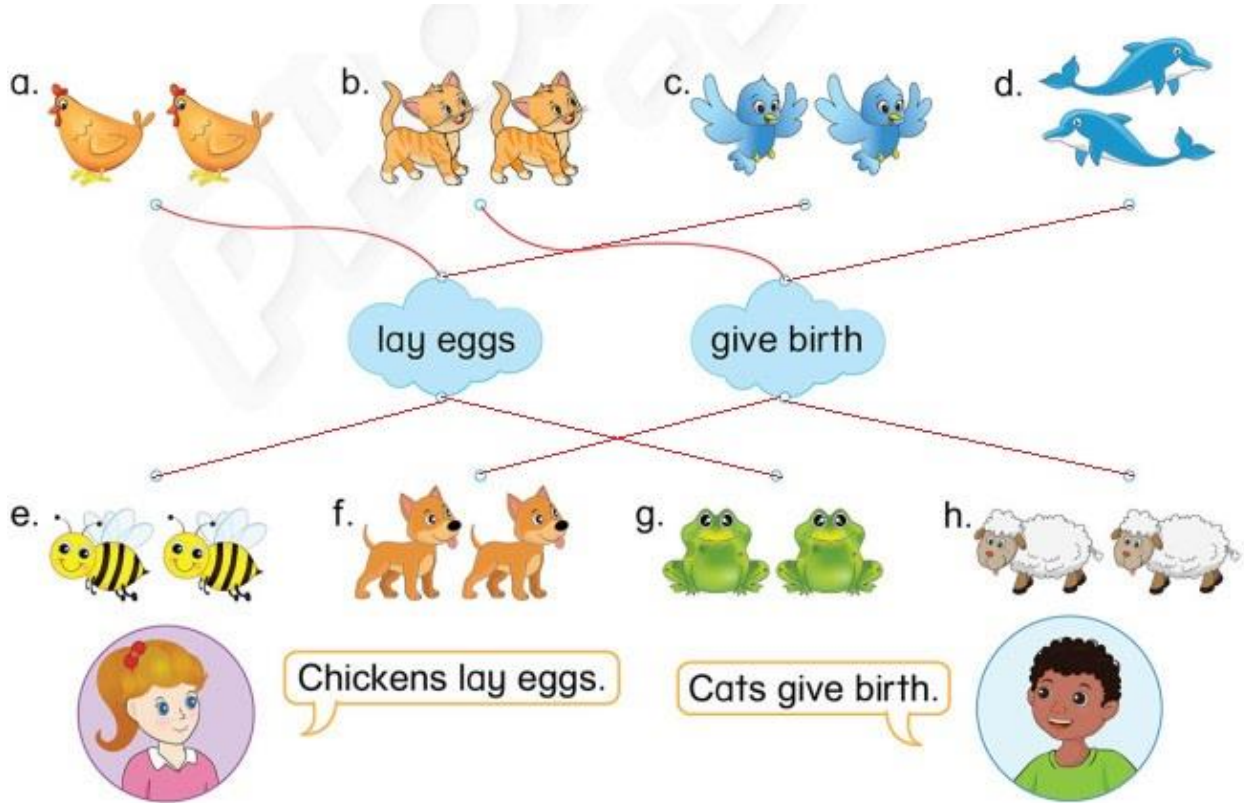 a.
b.
c.
d.
lay eggs
give birth
e.
f.
g.
h.
Chickens lay eggs.
Cats give birth.